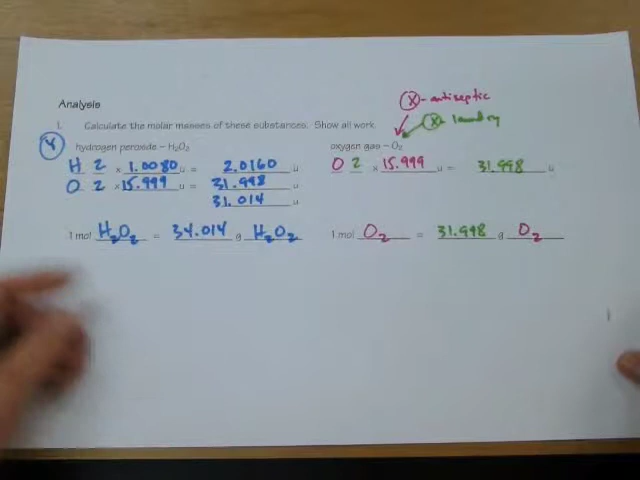 Analysis
X - antiseptic
X - laundry
1. Calculate the molar masses of these substances. Show all work.
Y
hydrogen peroxide – H₂O₂
H 2 × 1.0080 u = 2.0160 u
O 2 × 15.999 u = 31.998 u
31.014 u
1 mol H₂O₂ = 34.014 g H₂O₂
oxygen gas – O₂
O 2 × 15.999 u = 31.998 u
1 mol O₂ = 31.998 g O₂